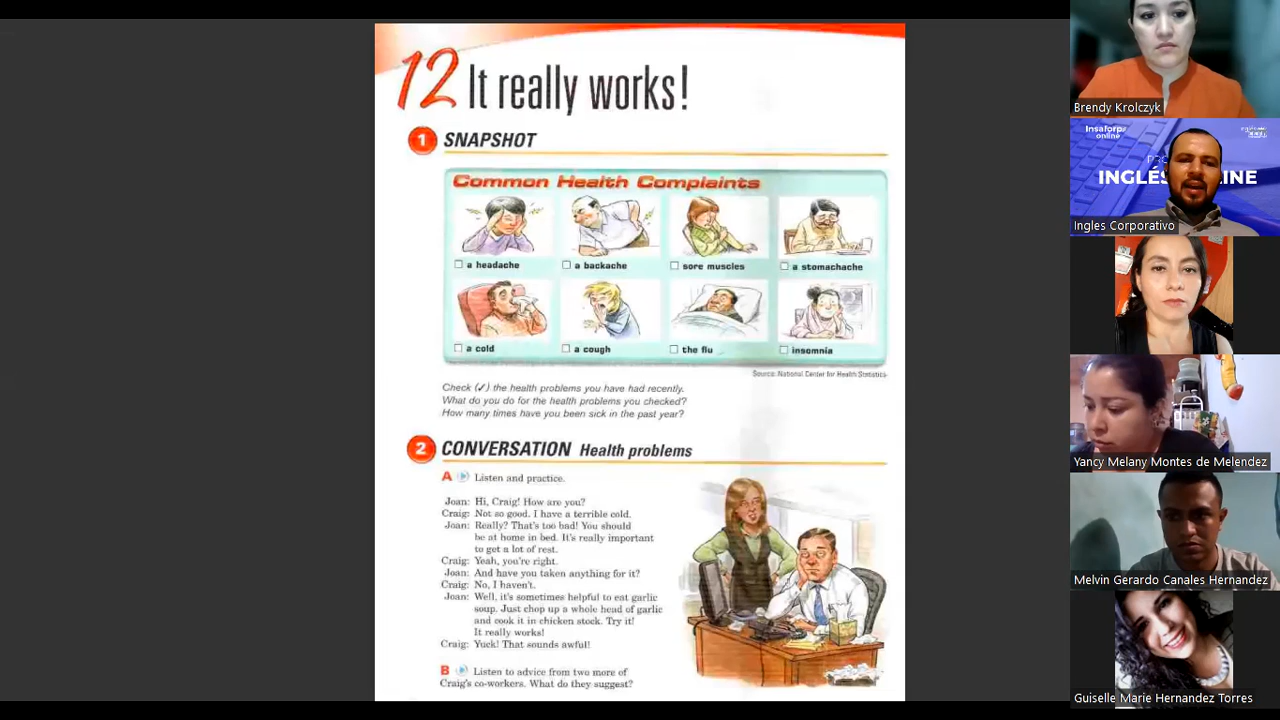 12 It really works!
1 SNAPSHOT
Common Health Complaints
a headache
a backache
sore muscles
a stomachache
a cold
a cough
the flu
insomnia
Source: National Center for Health Statistics
Check (✓) the health problems you have had recently.
What do you do for the health problems you checked?
How many times have you been sick in the past year?
2 CONVERSATION Health problems
A Listen and practice.
Joan: Hi, Craig! How are you?
Craig: Not so good. I have a terrible cold.
Joan: Really? That's too bad! You should
be at home in bed. It's really important
to get a lot of rest.
Craig: Yeah, you're right.
Joan: And have you taken anything for it?
Craig: No, I haven't.
Joan: Well, it's sometimes helpful to eat garlic
soup. Just chop up a whole head of garlic
and cook it in chicken stock. Try it!
It really works!
Craig: Yuck! That sounds awful!
B Listen to advice from two more of
Craig's co-workers. What do they suggest?
Brendy Krolczyk
Insaforp
online
INGLÉS
INE
Ingles Corporativo
Yancy Melany Montes de Melendez
Melvin Gerardo Canales Hernandez
Guiselle Marie Hernandez Torres